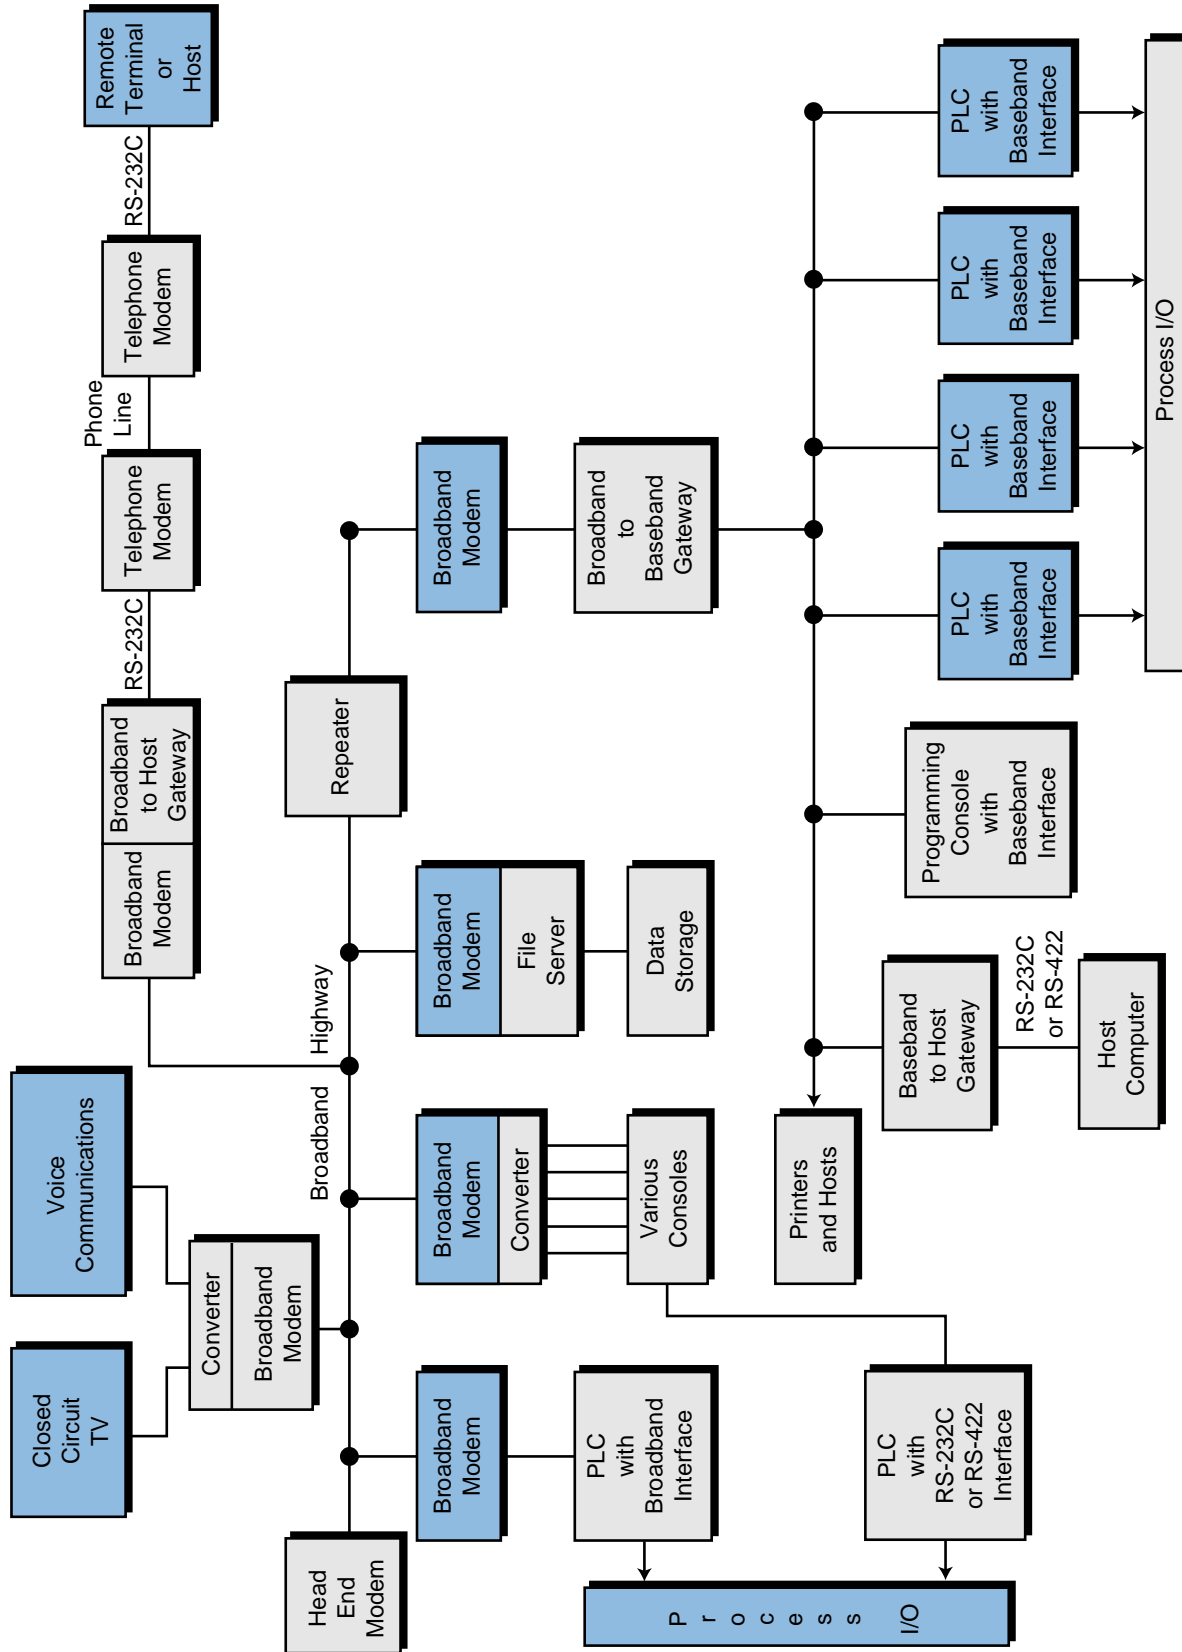 Closed
Circuit
TV
Voice
Communications
Converter
Broadband
Modem
Broadband
Modem
Broadband
to Host
Gateway
RS-232C
Telephone
Modem
Phone
Line
Telephone
Modem
RS-232C
Remote
Terminal
or
Host
Head
End
Modem
Broadband
Highway
Repeater
Broadband
Modem
PLC
with
Broadband
Interface
Broadband
Modem
Converter
Various
Consoles
Broadband
Modem
File
Server
Data
Storage
Broadband
Modem
Broadband
to
Baseband
Gateway
Process
I/O
PLC
with
RS-232C
or RS-422
Interface
Printers
and Hosts
Baseband
to Host
Gateway
RS-232C
or RS-422
Host
Computer
Programming
Console
with
Baseband
Interface
PLC
with
Baseband
Interface
PLC
with
Baseband
Interface
PLC
with
Baseband
Interface
PLC
with
Baseband
Interface
Process I/O